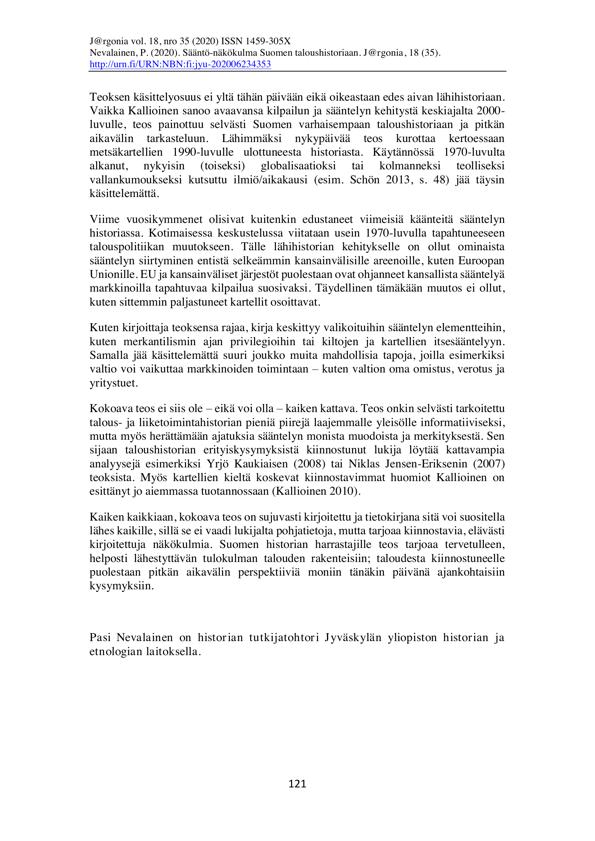 J@rgonia vol. 18, nro 35 (2020) ISSN 1459-305X
Nevalainen, P. (2020). Sääntö-näkökulma Suomen taloushistoriaan. J@rgonia, 18 (35).
http://urn.fi/URN:NBN:fi:jyu-202006234353
Teoksen käsittelyosuus ei yltä tähän päivään eikä oikeastaan edes aivan lähihistoriaan.
Vaikka Kallioinen sanoo avaavansa kilpailun ja sääntelyn kehitystä keskiajalta 2000-
luvulle, teos painottuu selvästi Suomen varhaisempaan taloushistoriaan ja pitkän
aikavälin tarkasteluun. Lähimmäksi nykypäivää teos kurottaa kertoessaan
metsäkartellien 1990-luvulle ulottuneesta historiasta. Käytännössä 1970-luvulta
alkanut, nykyisin (toiseksi) globalisaatioksi tai kolmanneksi teolliseksi
vallankumoukseksi kutsuttu ilmiö/aikakausi (esim. Schön 2013, s. 48) jää täysin
käsittelemättä.
Viime vuosikymmenet olisivat kuitenkin edustaneet viimeisiä käänteitä sääntelyn
historiassa. Kotimaisessa keskustelussa viitataan usein 1970-luvulla tapahtuneeseen
talouspolitiikan muutokseen. Tälle lähihistorian kehitykselle on ollut ominaista
sääntelyn siirtyminen entistä selkeämmin kansainvälisille areenoille, kuten Euroopan
Unionille. EU ja kansainväliset järjestöt puolestaan ovat ohjanneet kansallista sääntelyä
markkinoilla tapahtuvaa kilpailua suosivaksi. Täydellinen tämäkään muutos ei ollut,
kuten sittemmin paljastuneet kartellit osoittavat.
Kuten kirjoittaja teoksensa rajaa, kirja keskittyy valikoituihin sääntelyn elementteihin,
kuten merkantilismin ajan privilegioihin tai kiltojen ja kartellien itsesääntelyyn.
Samalla jää käsittelemättä suuri joukko muita mahdollisia tapoja, joilla esimerkiksi
valtio voi vaikuttaa markkinoiden toimintaan – kuten valtion oma omistus, verotus ja
yritystuet.
Kokoava teos ei siis ole – eikä voi olla – kaiken kattava. Teos onkin selvästi tarkoitettu
talous- ja liiketoimintahistorian pieniä piirejä laajemmalle yleisölle informatiiviseksi,
mutta myös herättämään ajatuksia sääntelyn monista muodoista ja merkityksestä. Sen
sijaan taloushistorian erityiskysymyksistä kiinnostunut lukija löytää kattavampia
analyysejä esimerkiksi Yrjö Kaukiaisen (2008) tai Niklas Jensen-Eriksenin (2007)
teoksista. Myös kartellien kieltä koskevat kiinnostavimmat huomiot Kallioinen on
esittänyt jo aiemmassa tuotannossaan (Kallioinen 2010).
Kaiken kaikkiaan, kokoava teos on sujuvasti kirjoitettu ja tietokirjana sitä voi suositella
lähes kaikille, sillä se ei vaadi lukijalta pohjatietoja, mutta tarjoaa kiinnostavia, elävästi
kirjoitettuja näkökulmia. Suomen historian harrastajille teos tarjoaa tervetulleen,
helposti lähestyttävän tulokulman talouden rakenteisiin; taloudesta kiinnostuneelle
puolestaan pitkän aikavälin perspektiiviä moniin tänäkin päivänä ajankohtaisiin
kysymyksiin.
Pasi Nevalainen on historian tutkijatohtori Jyväskylän yliopiston historian ja
etnologian laitoksella.
121